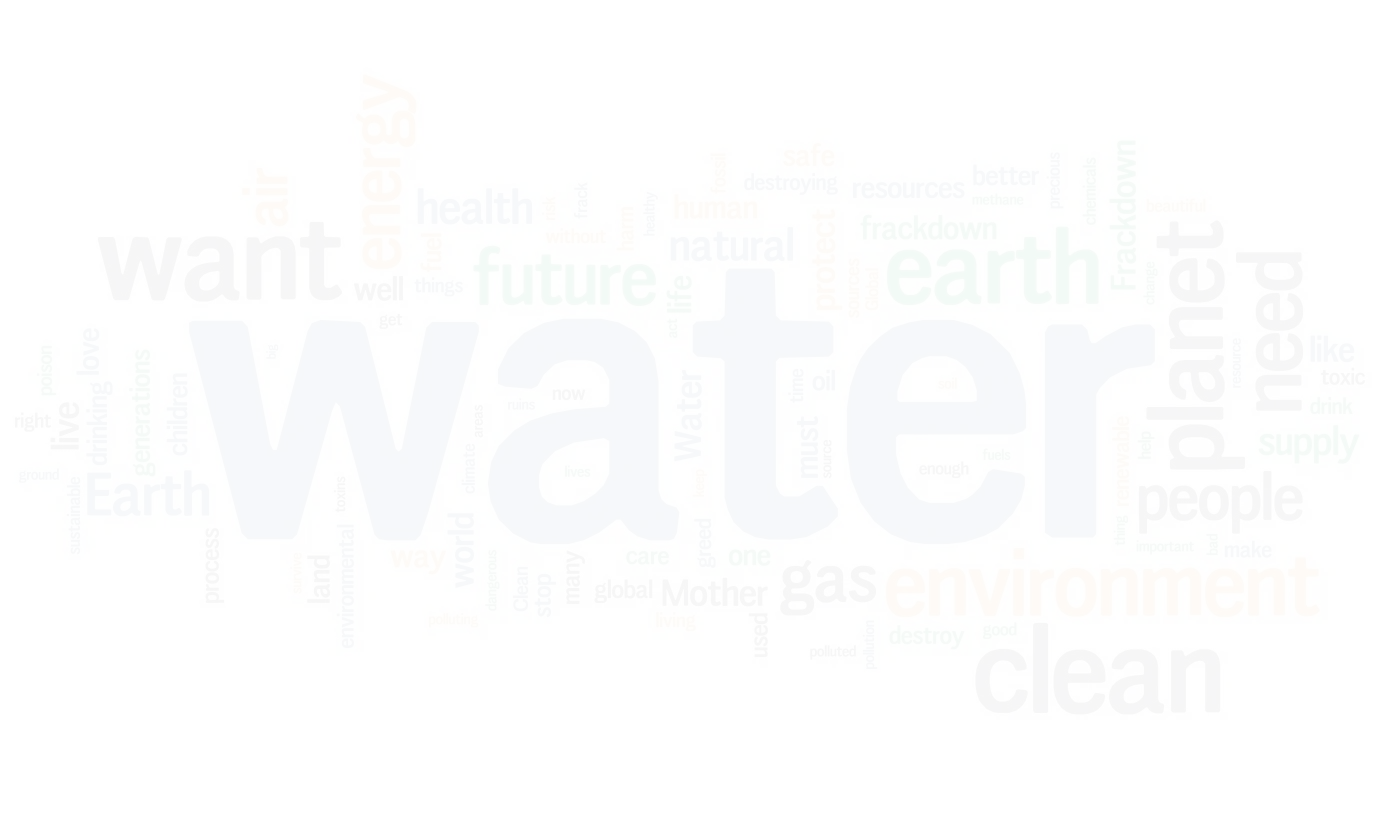 energy
air
safe
destroying
resources
better
methane
precious
chemicals
Frackdown
beautiful
health
frack
healthy
human
without
want
fuel
natural
protect
frackdown
well
things
future
life
earth
planet
need
get
water
poison
love
generations
children
now
ruins
areas
Water
time
oil
resource
like
toxic
drink
right
live
drinking
must
source
renewable
help
supply
ground
sustainable
Earth
climate
lives
enough
fuels
people
toxins
process
land
environmental
way
world
dangerous
Clean
stop
many
care
greed
one
important
bad
make
global
Mother
gas
environment
polluting
living
used
polluted
pollution
destroy
good
clean